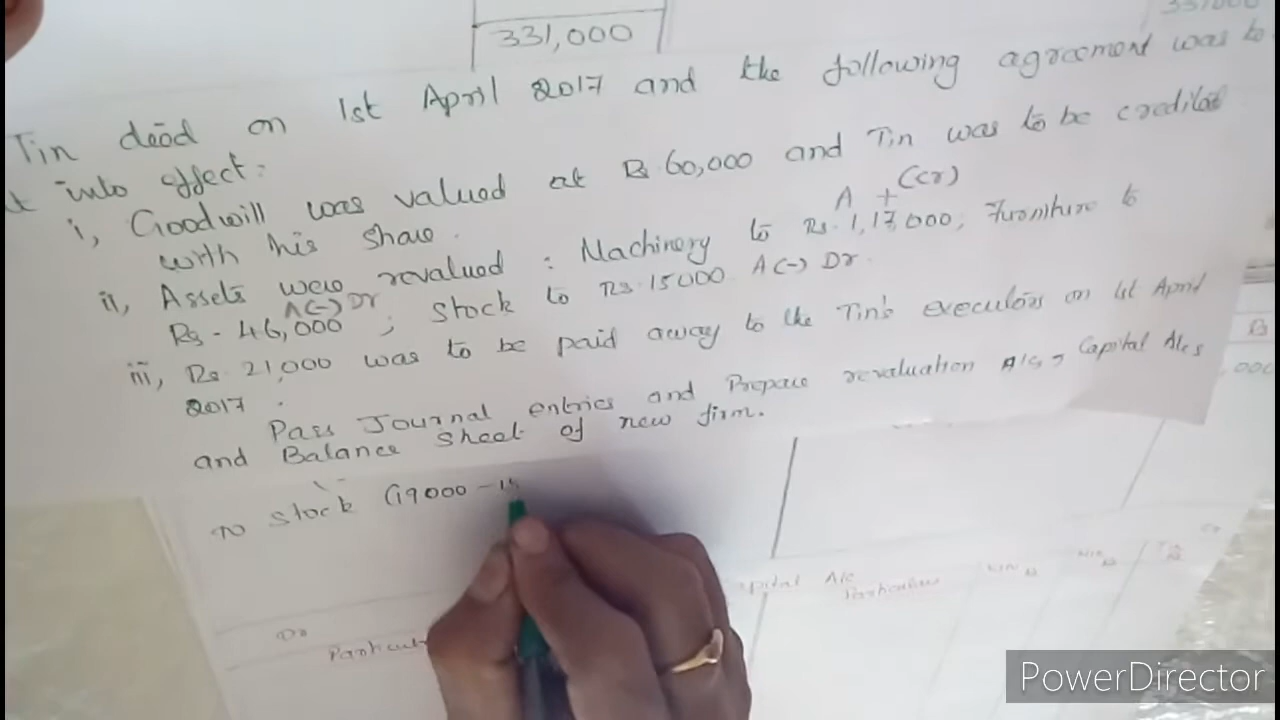 331,000
Tin dead on 1st April 2017 and the following agreement was to
into effect:
i, Goodwill was valued at Rs. 60,000 and Tin was to be credited
with his share.
A + (Cr)
ii, Assets were revalued : Machinery to Rs. 1,17,000, Furniture to
A(-) Dr
Rs - 46,000 ; Stock to Rs. 15000 A(-) Dr.
iii, Rs. 21,000 was to be paid away to the Tin's executors on 1st April
2017.
Pass Journal entries and Prepare revaluation A/c, Capital A/cs
and Balance sheet of new firm.
To Stock (19000 - 15
Dr
Capital A/c
Particulars
PowerDirector